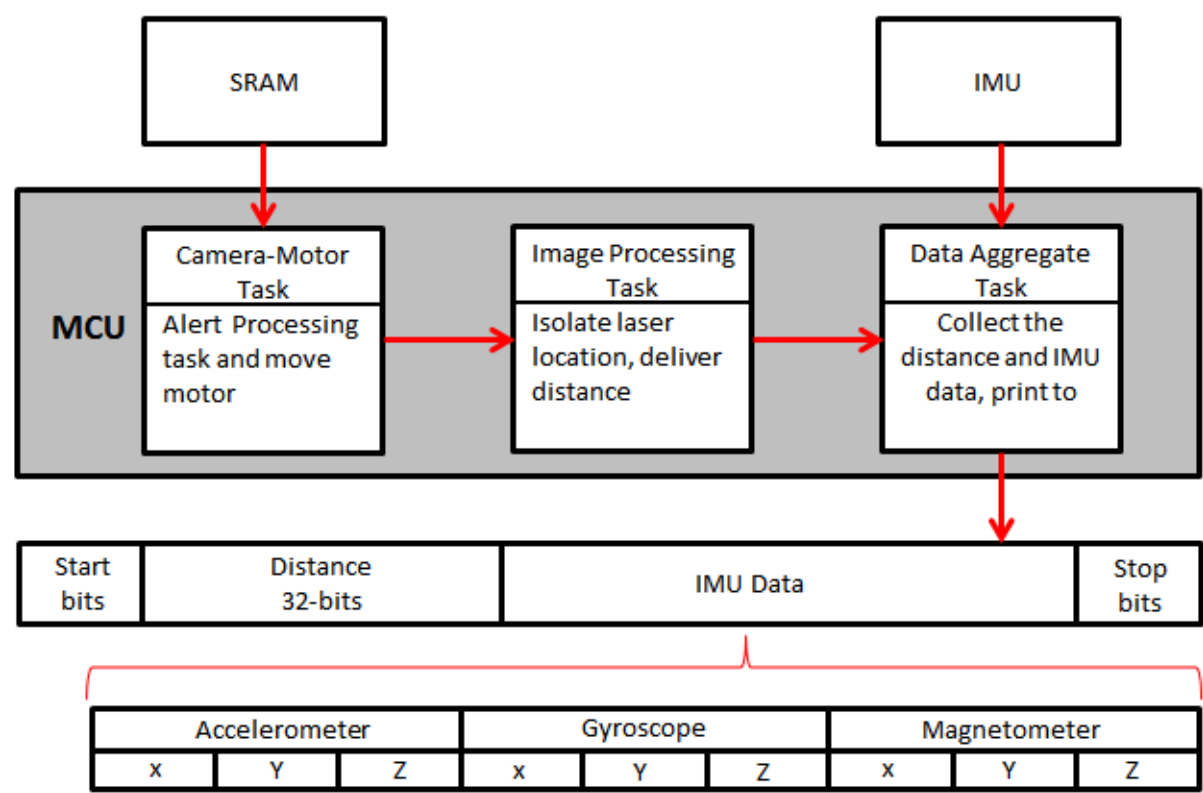 SRAM
IMU
MCU
Camera-Motor
Task
Alert Processing
task and move
motor
Image Processing
Task
Isolate laser
location, deliver
distance
Data Aggregate
Task
Collect the
distance and IMU
data, print to
Start
bits
Distance
32-bits
IMU Data
Stop
bits
Accelerometer
Gyroscope
Magnetometer
x Y Z x Y Z x Y Z